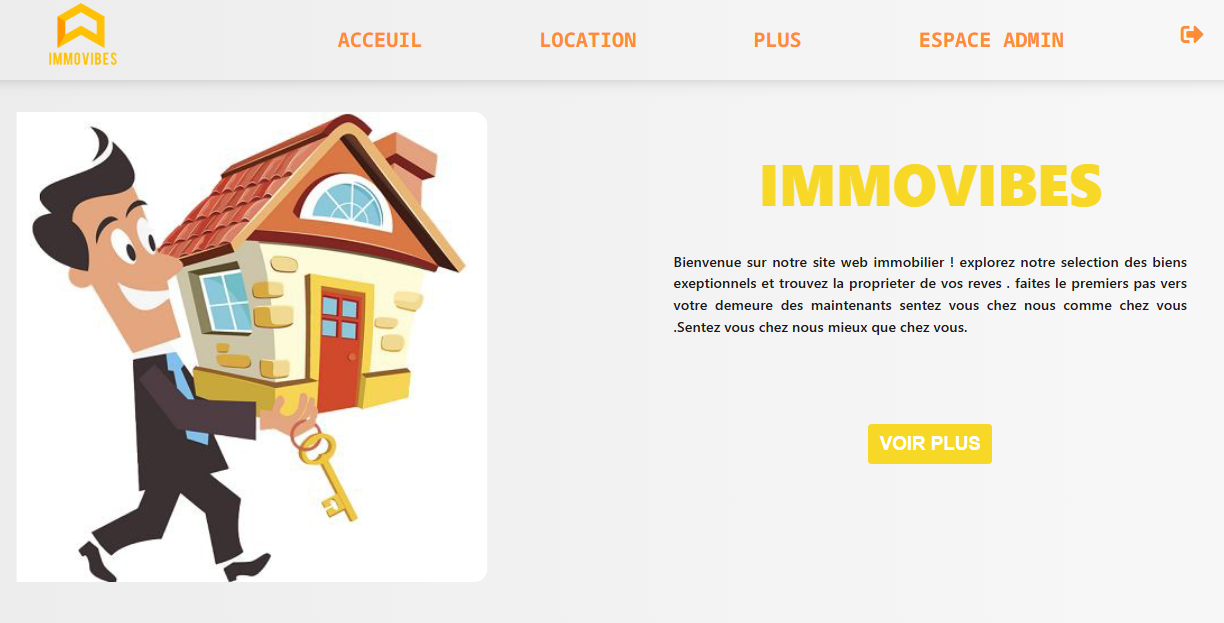 IMMOVIBES
ACCEUIL
LOCATION
PLUS
ESPACE ADMIN
IMMOVIBES
Bienvenue sur notre site web immobilier ! explorez notre selection des biens
exeptionnels et trouvez la proprieter de vos reves . faites le premiers pas vers
votre demeure des maintenants sentez vous chez nous comme chez vous
.Sentez vous chez nous mieux que chez vous.
VOIR PLUS